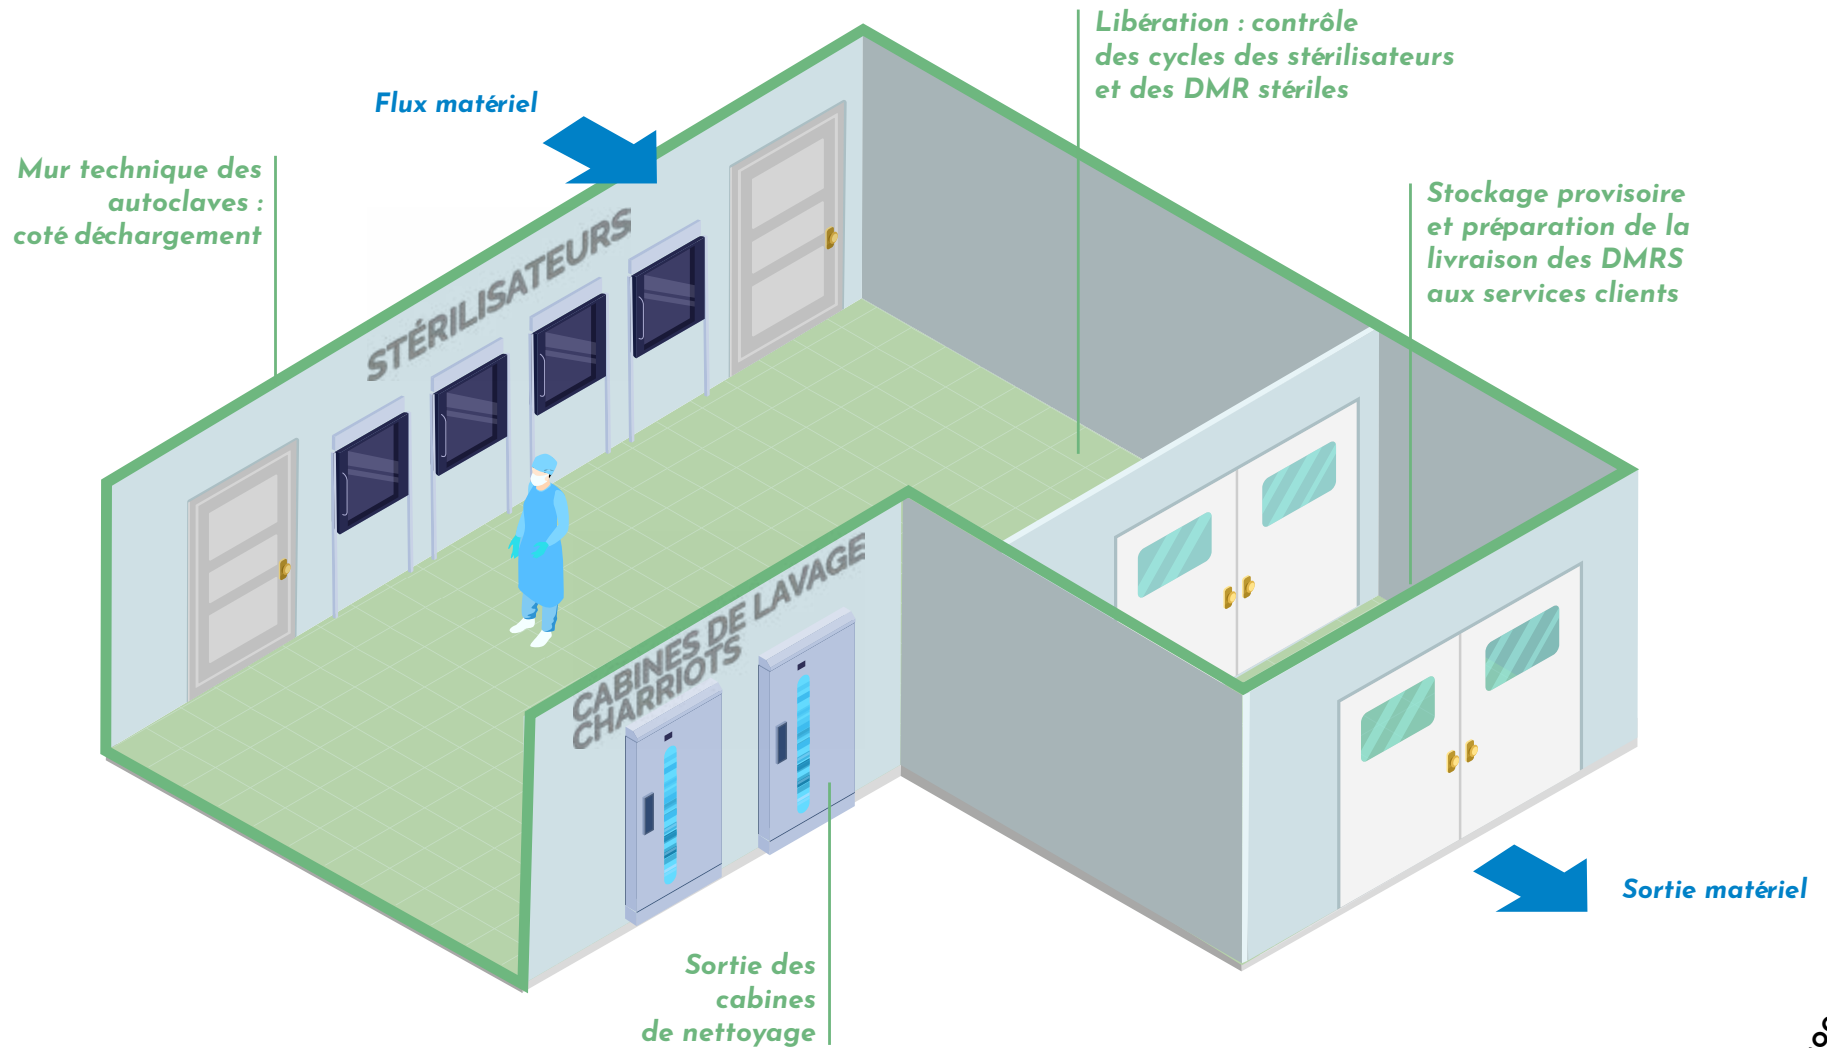 Libération : contrôle
des cycles des stérilisateurs
et des DMR stériles
Flux matériel
Mur technique des
autoclaves :
coté déchargement
Stockage provisoire
et préparation de la
livraison des DMRS
aux services clients
STÉRILISATEURS
CABINES DE LAVAGE
CHARRIOTS
Sortie matériel
Sortie des
cabines
de nettoyage